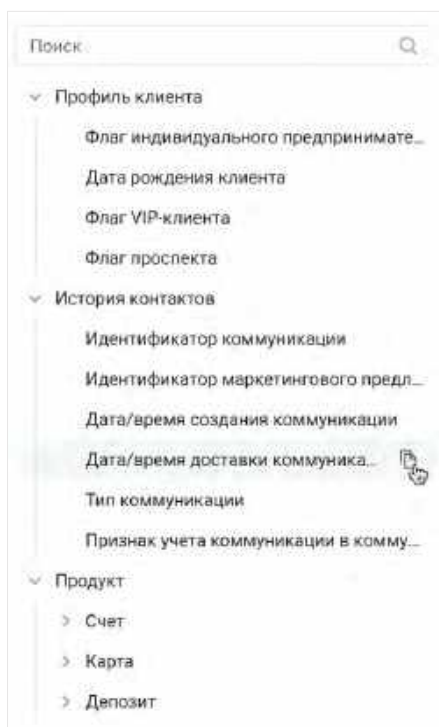 Поиск
Профиль клиента
Флаг индивидуального предпринимате...
Дата рождения клиента
Флаг VIP-клиента
Флаг проспекта
История контактов
Идентификатор коммуникации
Идентификатор маркетингового предл...
Дата/время создания коммуникации
Дата/время доставки коммуника...
Тип коммуникации
Признак учета коммуникации в комму...
Продукт
Счет
Карта
Депозит